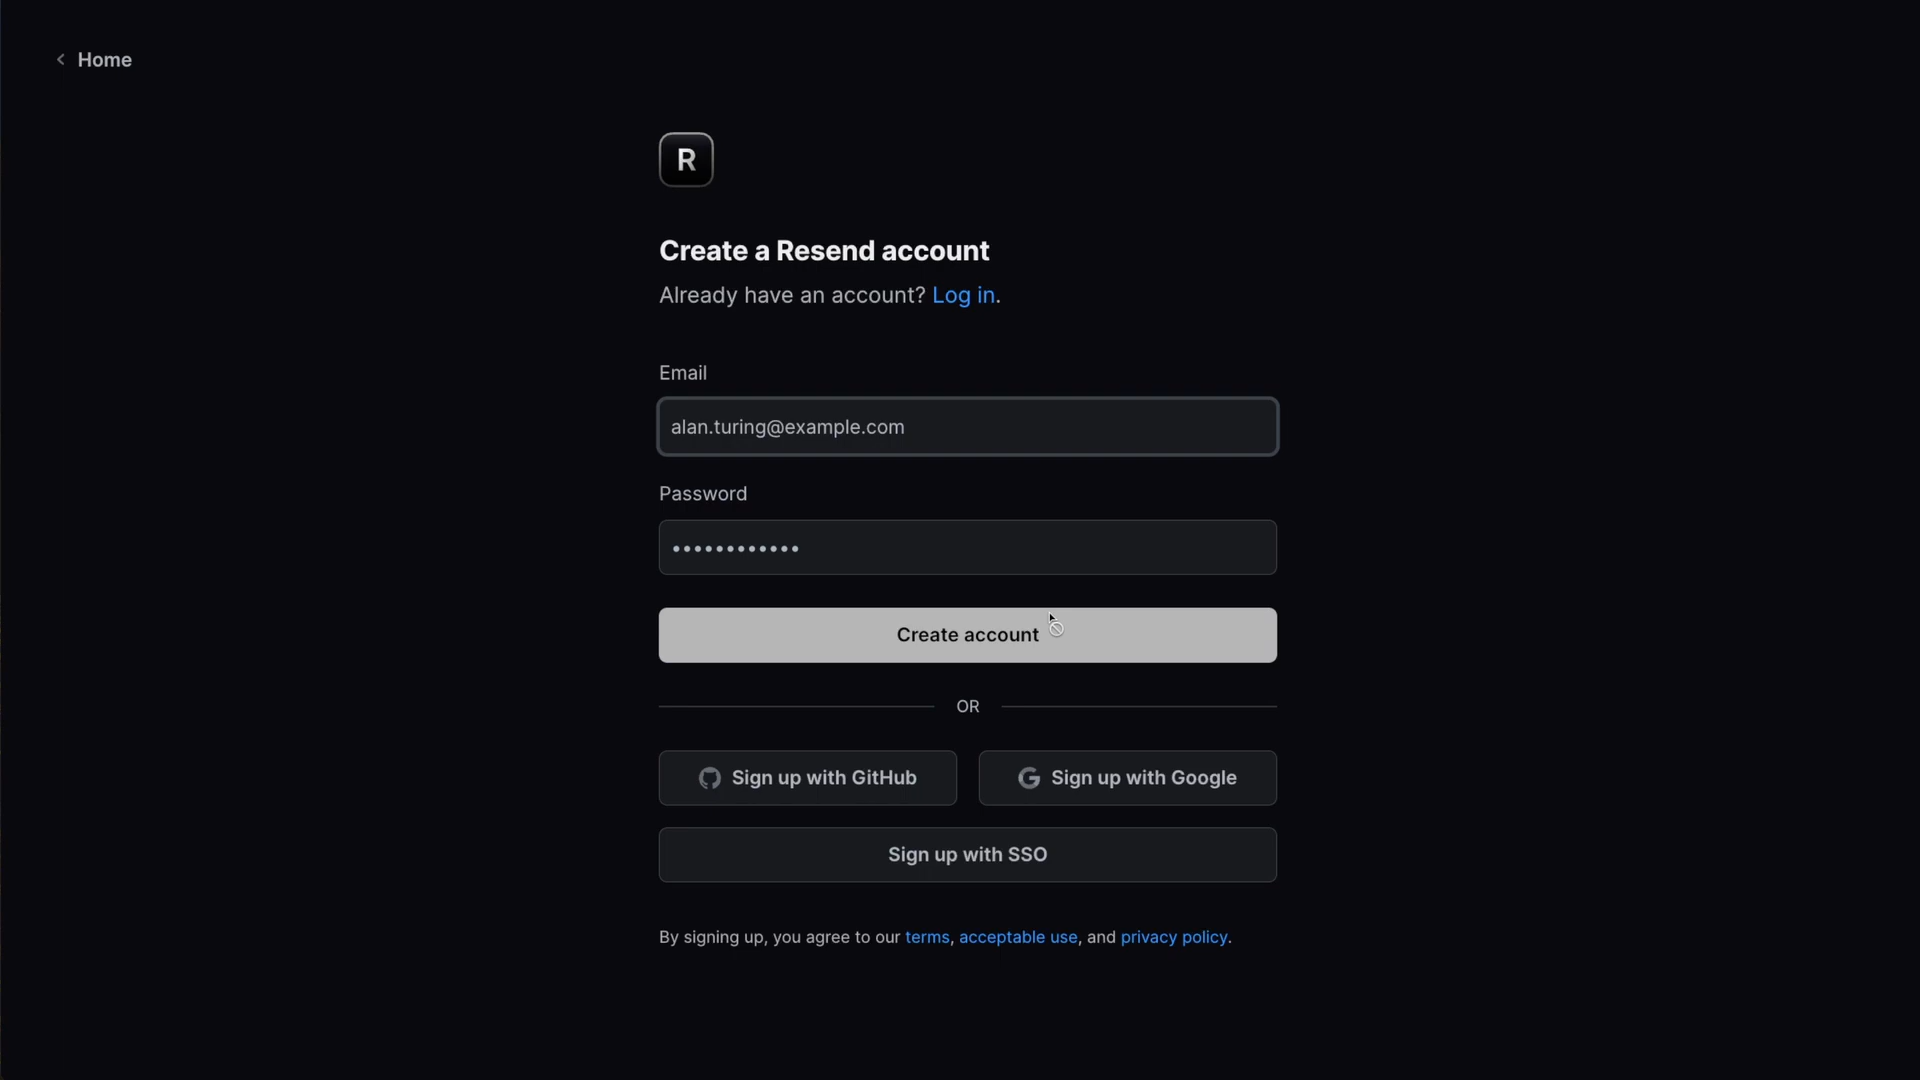 Home
R
Create a Resend account
Already have an account? Log in.
Email
alan.turing@example.com
Password
••••••••••••
Create account
OR
Sign up with GitHub
Sign up with Google
Sign up with SSO
By signing up, you agree to our terms, acceptable use, and privacy policy.